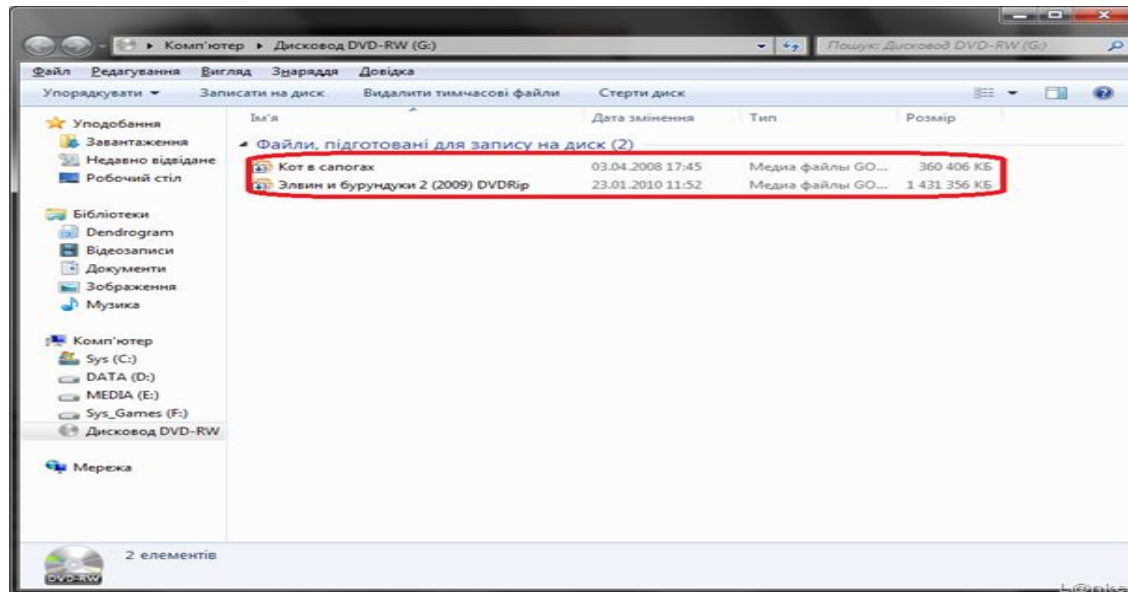 Комп'ютер ▸ Дисковод DVD-RW (G:)
Пошук: Дисковод DVD-RW (G:)
Файл Редагування Вигляд Знаряддя Довідка
Упорядкувати Записати на диск Видалити тимчасові файли Стерти диск
Уподобання
Завантаження
Недавно відвідане
Робочий стіл
Бібліотеки
Dendrogram
Відеозаписи
Документи
Зображення
Музика
Комп'ютер
Sys (C:)
DATA (D:)
MEDIA (E:)
Sys_Games (F:)
Дисковод DVD-RW
Мережа
Ім'я Дата змінення Тип Розмір
Файли, підготовані для запису на диск (2)
Кот в сапогах 03.04.2008 17:45 Медиа файлы GO... 360 406 КБ
Элвин и бурундуки 2 (2009) DVDRip 23.01.2010 11:52 Медиа файлы GO... 1 431 356 КБ
2 елементів
DVD-RW